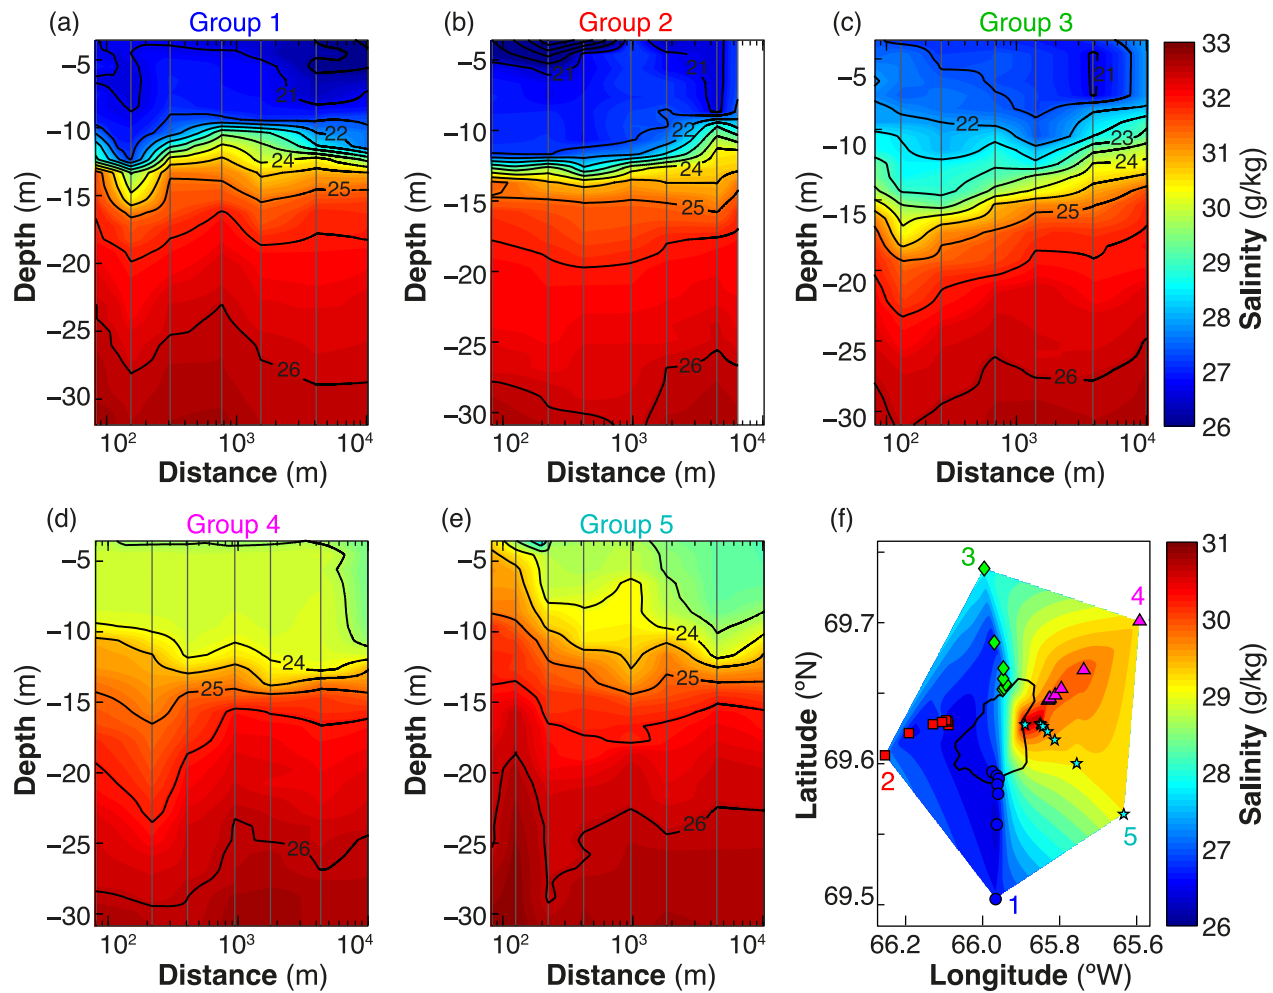 (a) Group 1
−5
−10
−15
−20
−25
−30
Depth (m)
21
22
24
25
26
10² 10³ 10⁴
Distance (m)
(b) Group 2
−5
−10
−15
−20
−25
−30
Depth (m)
21
21
22
24
25
26
10² 10³ 10⁴
Distance (m)
(c) Group 3
−5
−10
−15
−20
−25
−30
Depth (m)
21
22
23
24
25
26
10² 10³ 10⁴
Distance (m)
33
32
31
30
29
28
27
26
Salinity (g/kg)
(d) Group 4
−5
−10
−15
−20
−25
−30
Depth (m)
24
25
26
10² 10³ 10⁴
Distance (m)
(e) Group 5
−5
−10
−15
−20
−25
−30
Depth (m)
24
25
26
10² 10³ 10⁴
Distance (m)
(f)
3
4
2
5
1
69.7
69.6
69.5
Latitude (ºN)
66.2 66.0 65.8 65.6
Longitude (ºW)
31
30
29
28
27
26
Salinity (g/kg)